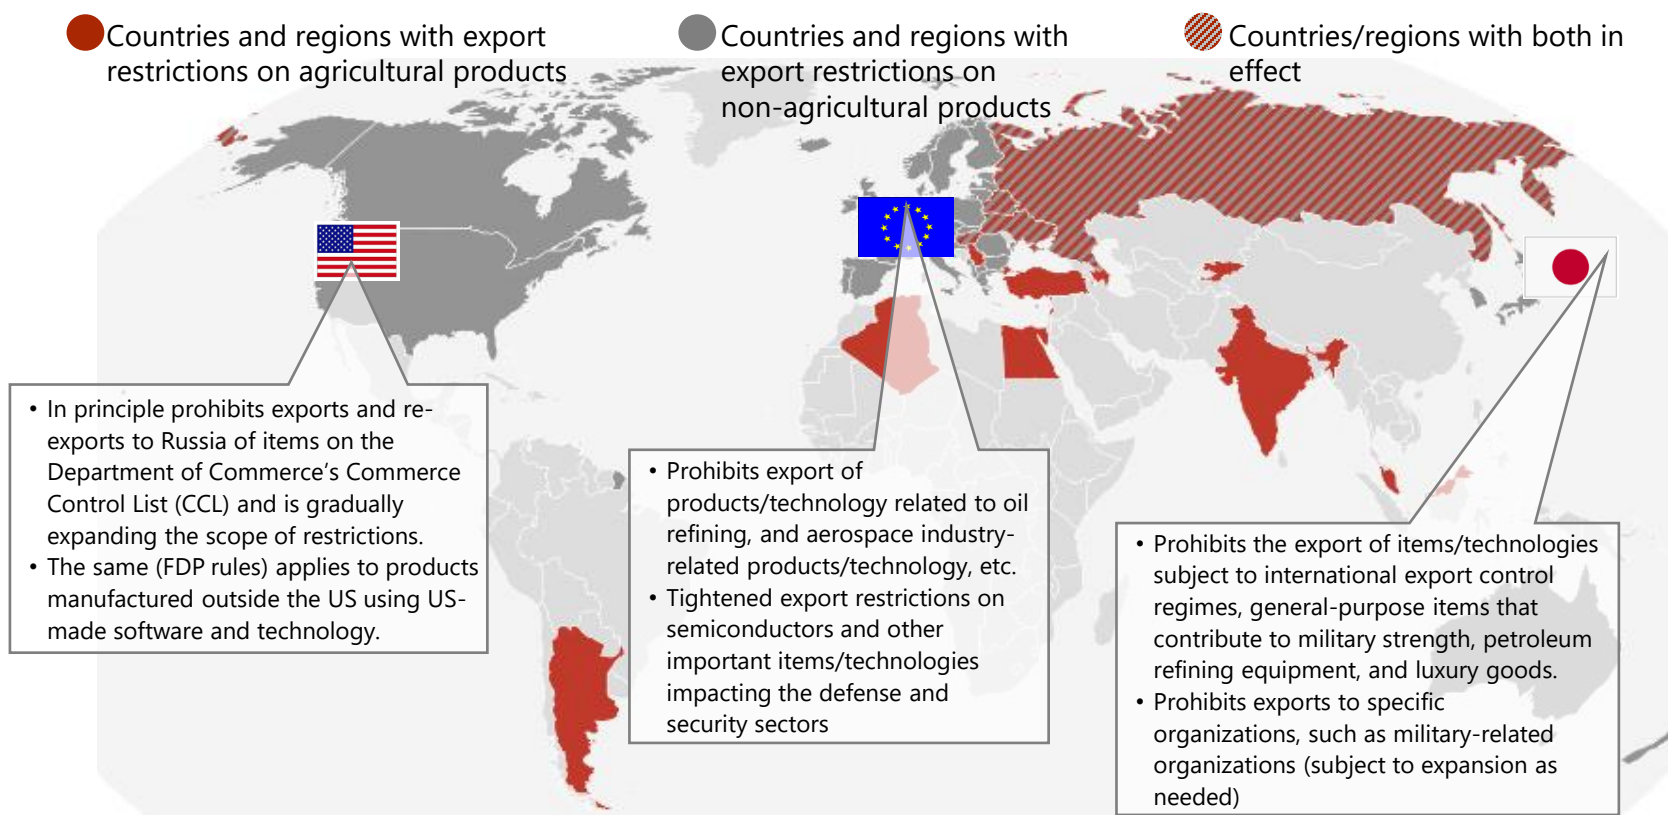 Countries and regions with export
restrictions on agricultural products
Countries and regions with
export restrictions on
non-agricultural products
Countries/regions with both in
effect
• In principle prohibits exports and re-
exports to Russia of items on the
Department of Commerce’s Commerce
Control List (CCL) and is gradually
expanding the scope of restrictions.
• The same (FDP rules) applies to products
manufactured outside the US using US-
made software and technology.
• Prohibits export of
products/technology related to oil
refining, and aerospace industry-
related products/technology, etc.
• Tightened export restrictions on
semiconductors and other
important items/technologies
impacting the defense and
security sectors
• Prohibits the export of items/technologies
subject to international export control
regimes, general-purpose items that
contribute to military strength, petroleum
refining equipment, and luxury goods.
• Prohibits exports to specific
organizations, such as military-related
organizations (subject to expansion as
needed)